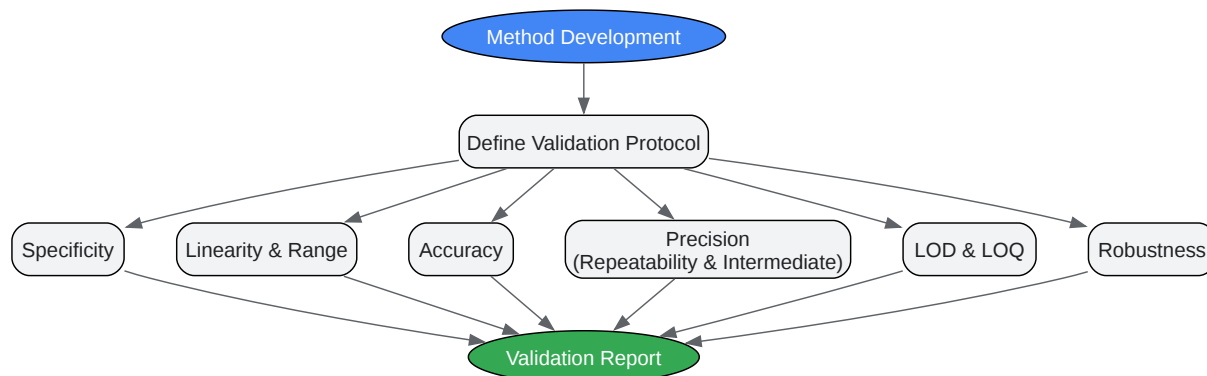 Method Development
Define Validation Protocol
Specificity
Linearity & Range
Accuracy
Precision
(Repeatability & Intermediate)
LOD & LOQ
Robustness
Validation Report